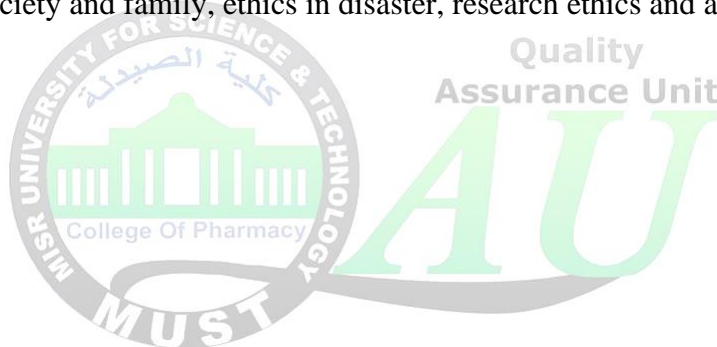 ciety and family, ethics in disaster, research ethics and a
MISR UNIVERSITY FOR SCIENCE & TECHNOLOGY
كلية الصيدلة
College Of Pharmacy
MUST
Quality
Assurance Unit
AU